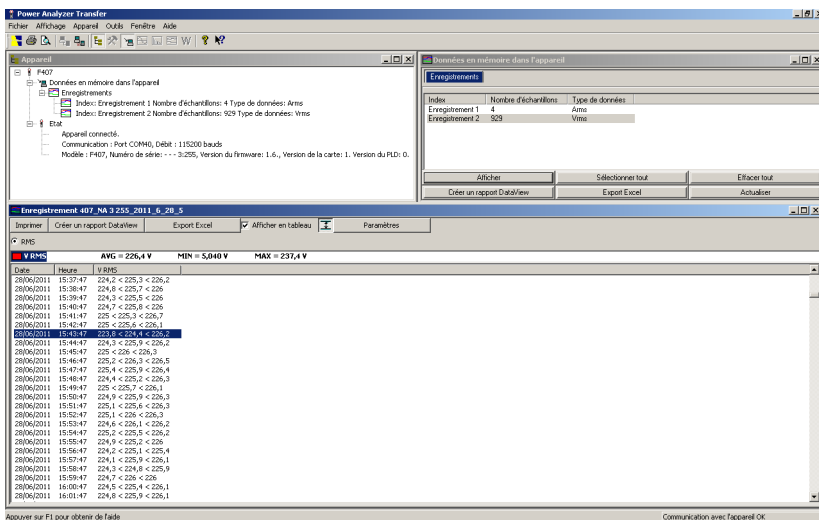 Power Analyzer Transfer
Fichier Affichage Appareil Outils Fenêtre Aide
Appareil
F407
Données en mémoire dans l'appareil
Enregistrements
Index: Enregistrement 1 Nombre d'échantillons: 4 Type de données: Arms
Index: Enregistrement 2 Nombre d'échantillons: 929 Type de données: Vrms
Etat
Appareil connecté.
Communication : Port COM40, Débit : 115200 bauds
Modèle : F407, Numéro de série: - - - 3:255, Version du firmware: 1.6., Version de la carte: 1. Version du PLD: 0.
Données en mémoire dans l'appareil
Enregistrements
Index Nombre d'échantillons Type de données
Enregistrement 1 4 Arms
Enregistrement 2 929 Vrms
Afficher Sélectionner tout Effacer tout
Créer un rapport DataView Export Excel Actualiser
Enregistrement 407_NA 3 255_2011_6_28_5
Imprimer Créer un rapport DataView Export Excel Afficher en tableau Paramètres
RMS
V RMS AVG = 226,4 V MIN = 5,040 V MAX = 237,4 V
Date Heure V RMS
28/06/2011 15:37:47 224,2 < 225,3 < 226,2
28/06/2011 15:38:47 224,8 < 225,7 < 226
28/06/2011 15:39:47 224,3 < 225,5 < 226
28/06/2011 15:40:47 224,7 < 225,8 < 226
28/06/2011 15:41:47 225 < 225,3 < 226,7
28/06/2011 15:42:47 225 < 225,6 < 226,1
28/06/2011 15:43:47 223,8 < 224,4 < 226,2
28/06/2011 15:44:47 224,3 < 225,9 < 226,2
28/06/2011 15:45:47 225 < 226 < 226,3
28/06/2011 15:46:47 225,2 < 226,3 < 226,5
28/06/2011 15:47:47 225,4 < 225,9 < 226,4
28/06/2011 15:48:47 224,4 < 225,2 < 226,3
28/06/2011 15:49:47 225 < 225,7 < 226,1
28/06/2011 15:50:47 224,9 < 225,9 < 226,3
28/06/2011 15:51:47 225,1 < 225,6 < 226,3
28/06/2011 15:52:47 225,1 < 226 < 226,3
28/06/2011 15:53:47 224,6 < 226,1 < 226,2
28/06/2011 15:54:47 225,2 < 225,5 < 226,2
28/06/2011 15:55:47 224,9 < 225,2 < 226
28/06/2011 15:56:47 224,2 < 225,1 < 225,4
28/06/2011 15:57:47 224,1 < 225,9 < 226,1
28/06/2011 15:58:47 224,3 < 224,8 < 225,9
28/06/2011 15:59:47 224,7 < 226 < 226
28/06/2011 16:00:47 224,5 < 225,4 < 226,1
28/06/2011 16:01:47 224,8 < 225,9 < 226,1
Appuyer sur F1 pour obtenir de l'aide Communication avec l'appareil OK